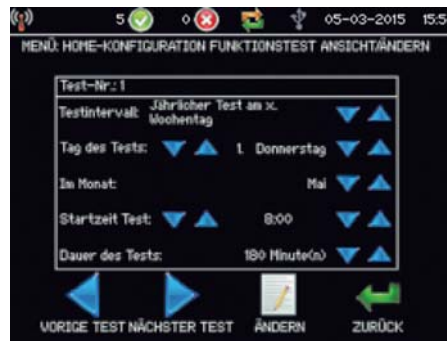 5 0 05-03-2015 15:5
MENÜ: HOME-KONFIGURATION FUNKTIONSTEST ANSICHT/ÄNDERN
Test-Nr.: 1
Testintervall: Jährlicher Test am x. Wochentag
Tag des Tests: 1. Donnerstag
Im Monat: Mai
Startzeit Test: 8:00
Dauer des Tests: 180 Minute(n)
VORIGE TEST NÄCHSTER TEST ÄNDERN ZURÜCK